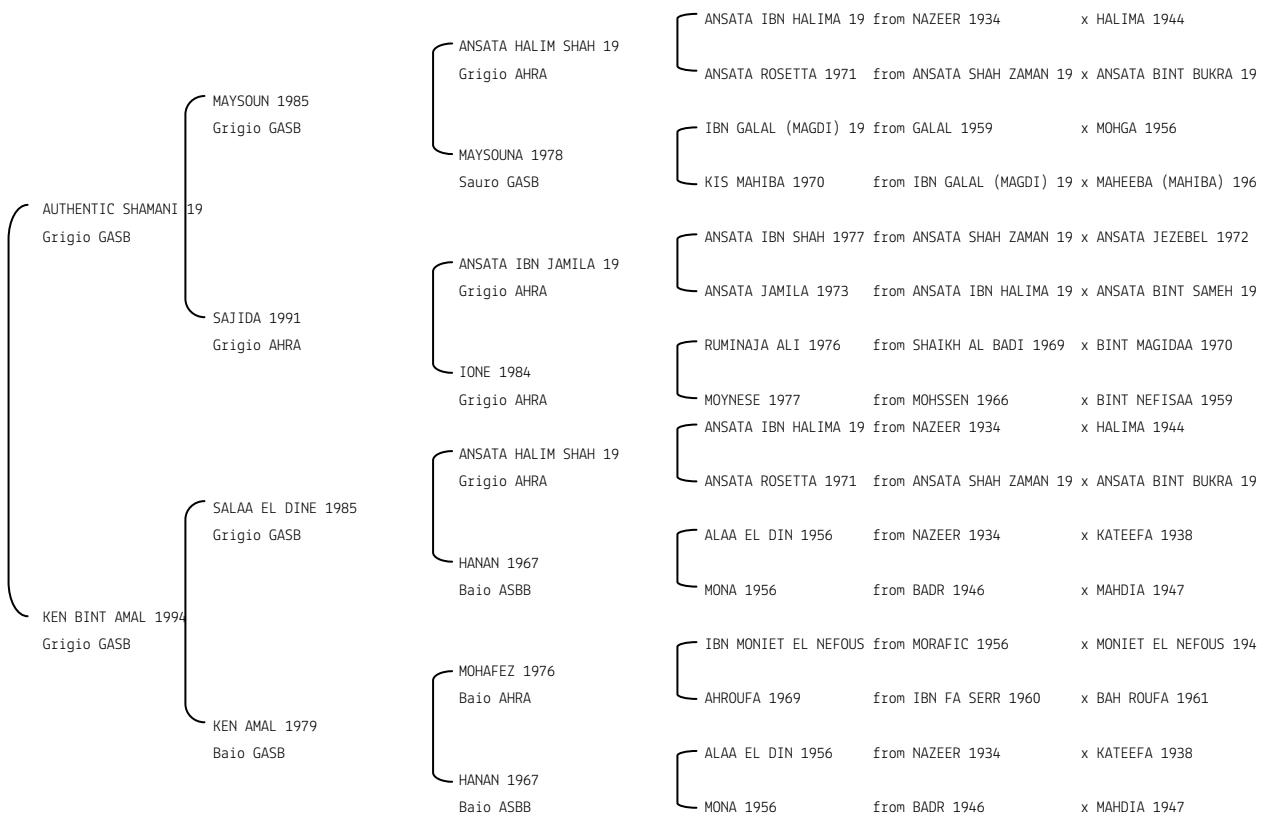 ANSATA IBN HALIMA 19 from NAZEER 1934 x HALIMA 1944
ANSATA HALIM SHAH 19
Grigio AHRA
ANSATA ROSETTA 1971 from ANSATA SHAH ZAMAN 19 x ANSATA BINT BUKRA 19
MAYSOUN 1985
Grigio GASB
IBN GALAL (MAGDI) 19 from GALAL 1959 x MOHGA 1956
MAYSOUNA 1978
Sauro GASB
KIS MAHIBA 1970 from IBN GALAL (MAGDI) 19 x MAHEEBA (MAHIBA) 196
AUTHENTIC SHAMANI 19
Grigio GASB
ANSATA IBN SHAH 1977 from ANSATA SHAH ZAMAN 19 x ANSATA JEZEBEL 1972
ANSATA IBN JAMILA 19
Grigio AHRA
ANSATA JAMILA 1973 from ANSATA IBN HALIMA 19 x ANSATA BINT SAMEH 19
SAJIDA 1991
Grigio AHRA
RUMINAJA ALI 1976 from SHAIKH AL BADI 1969 x BINT MAGIDAA 1970
IONE 1984
Grigio AHRA
MOYNESE 1977 from MOHSSEN 1966 x BINT NEFISAA 1959
ANSATA IBN HALIMA 19 from NAZEER 1934 x HALIMA 1944
ANSATA HALIM SHAH 19
Grigio AHRA
ANSATA ROSETTA 1971 from ANSATA SHAH ZAMAN 19 x ANSATA BINT BUKRA 19
SALAA EL DINE 1985
Grigio GASB
ALAA EL DIN 1956 from NAZEER 1934 x KATEEFA 1938
HANAN 1967
Baio ASBB
MONA 1956 from BADR 1946 x MAHDIA 1947
KEN BINT AMAL 1994
Grigio GASB
IBN MONIET EL NEFOUS from MORAFIC 1956 x MONIET EL NEFOUS 194
MOHAFEZ 1976
Baio AHRA
AHROUFA 1969 from IBN FA SERR 1960 x BAH ROUFA 1961
KEN AMAL 1979
Baio GASB
ALAA EL DIN 1956 from NAZEER 1934 x KATEEFA 1938
HANAN 1967
Baio ASBB
MONA 1956 from BADR 1946 x MAHDIA 1947